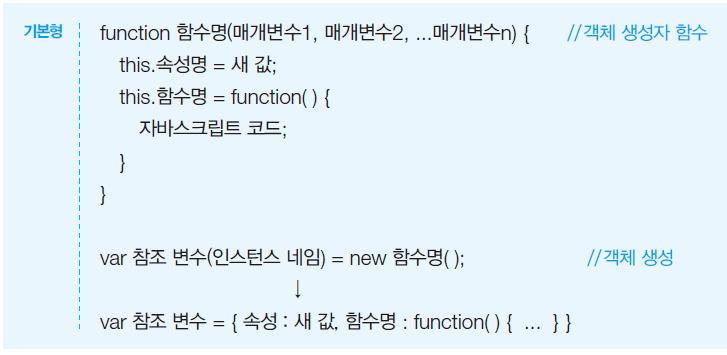 기본형 function 함수명(매개변수1, 매개변수2, ...매개변수n) { //객체 생성자 함수
this.속성명 = 새 값;
this.함수명 = function( ) {
자바스크립트 코드;
}
}
var 참조 변수(인스턴스 네임) = new 함수명( ); //객체 생성
↓
var 참조 변수 = { 속성 : 새 값, 함수명 : function( ) { ... } }